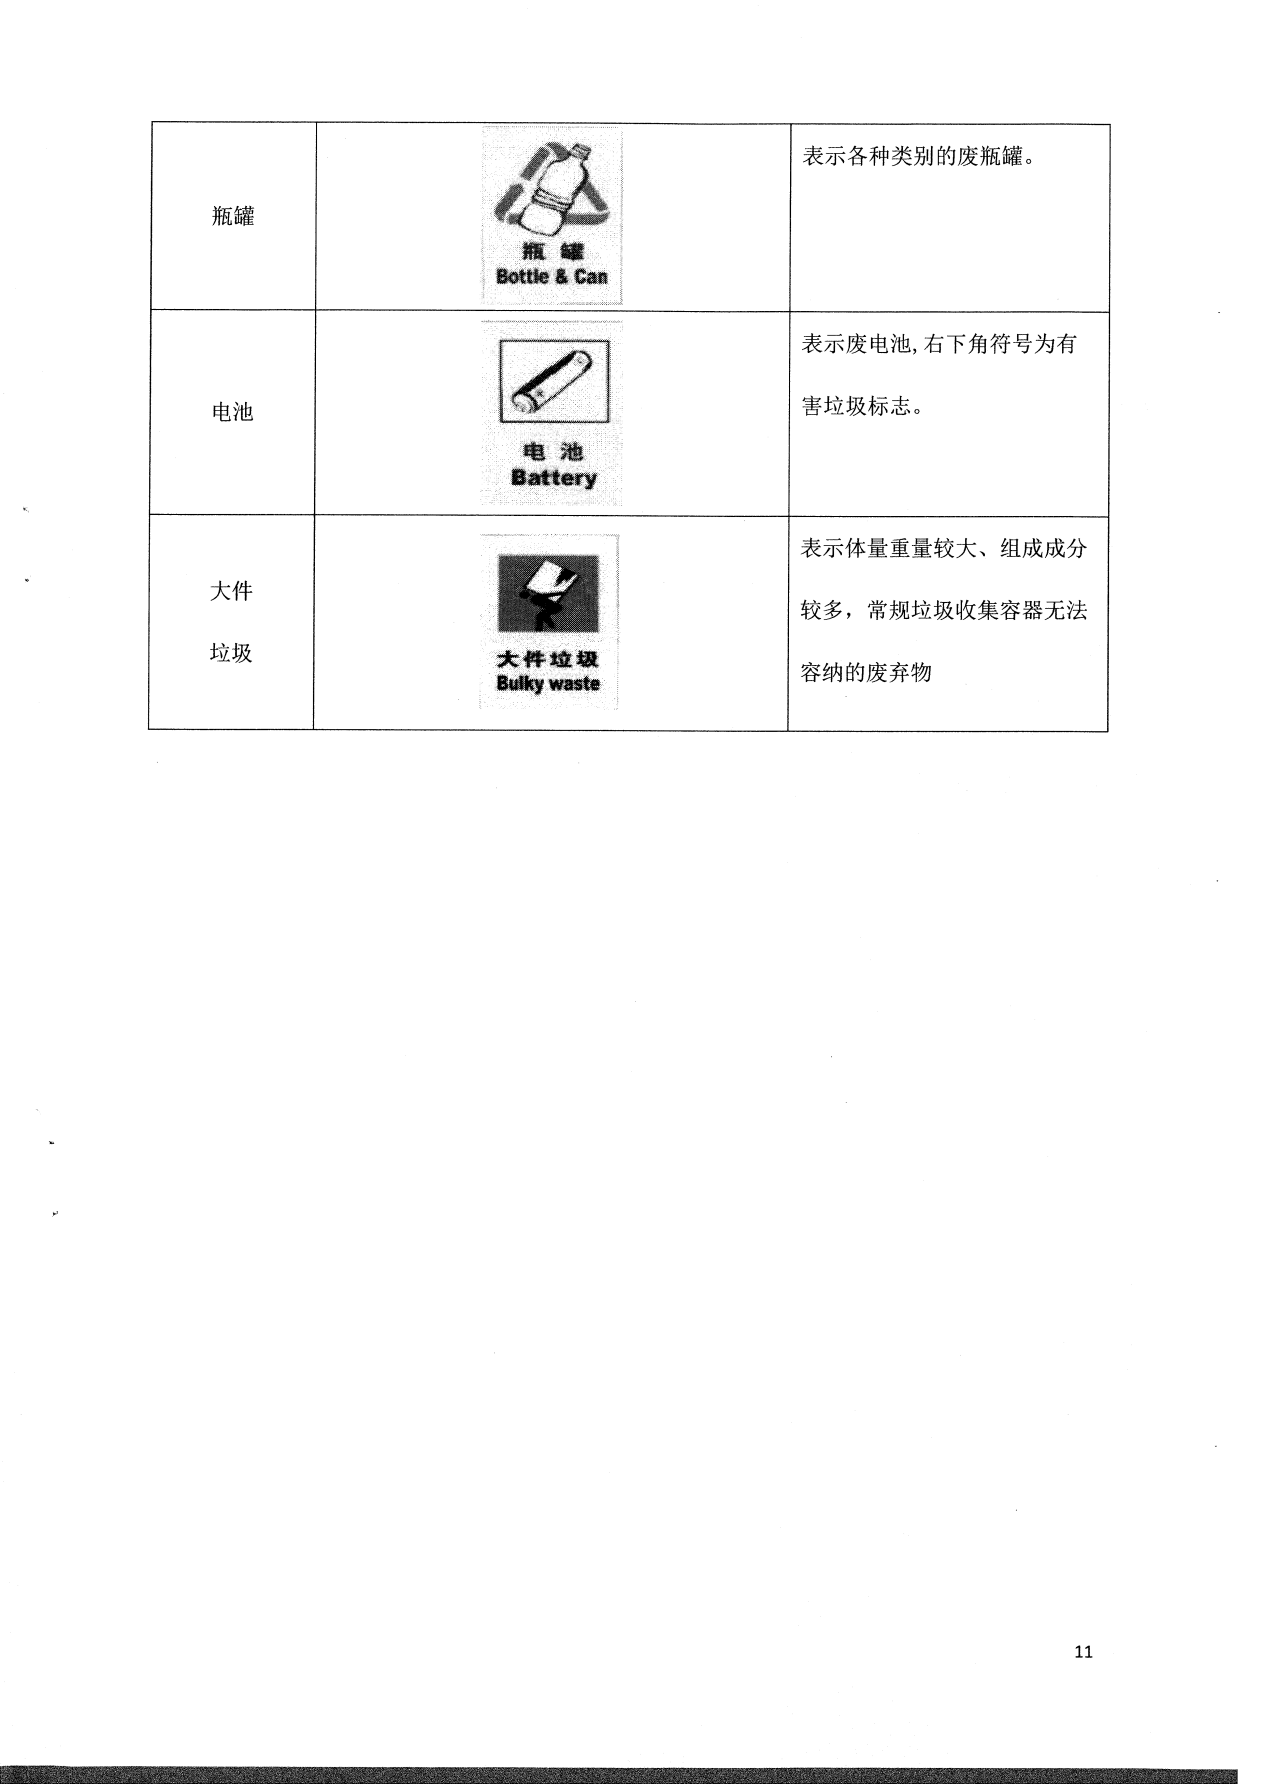 瓶罐
瓶 罐
Bottle & Can
表示各种类别的废瓶罐。
电池
电 池
Battery
表示废电池,右下角符号为有
害垃圾标志。
大件
垃圾
大件垃圾
Bulky waste
表示体量重量较大、组成成分
较多，常规垃圾收集容器无法
容纳的废弃物
11